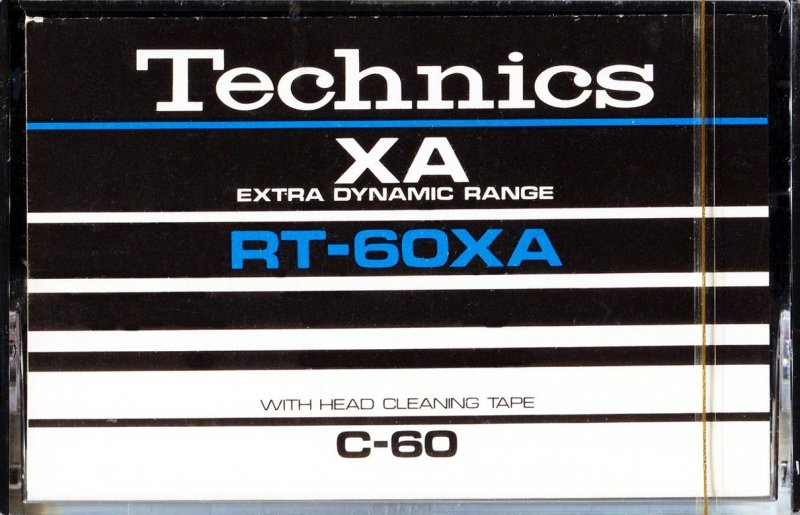 Technics
XA
EXTRA DYNAMIC RANGE
RT-60XA
WITH HEAD CLEANING TAPE
C-60